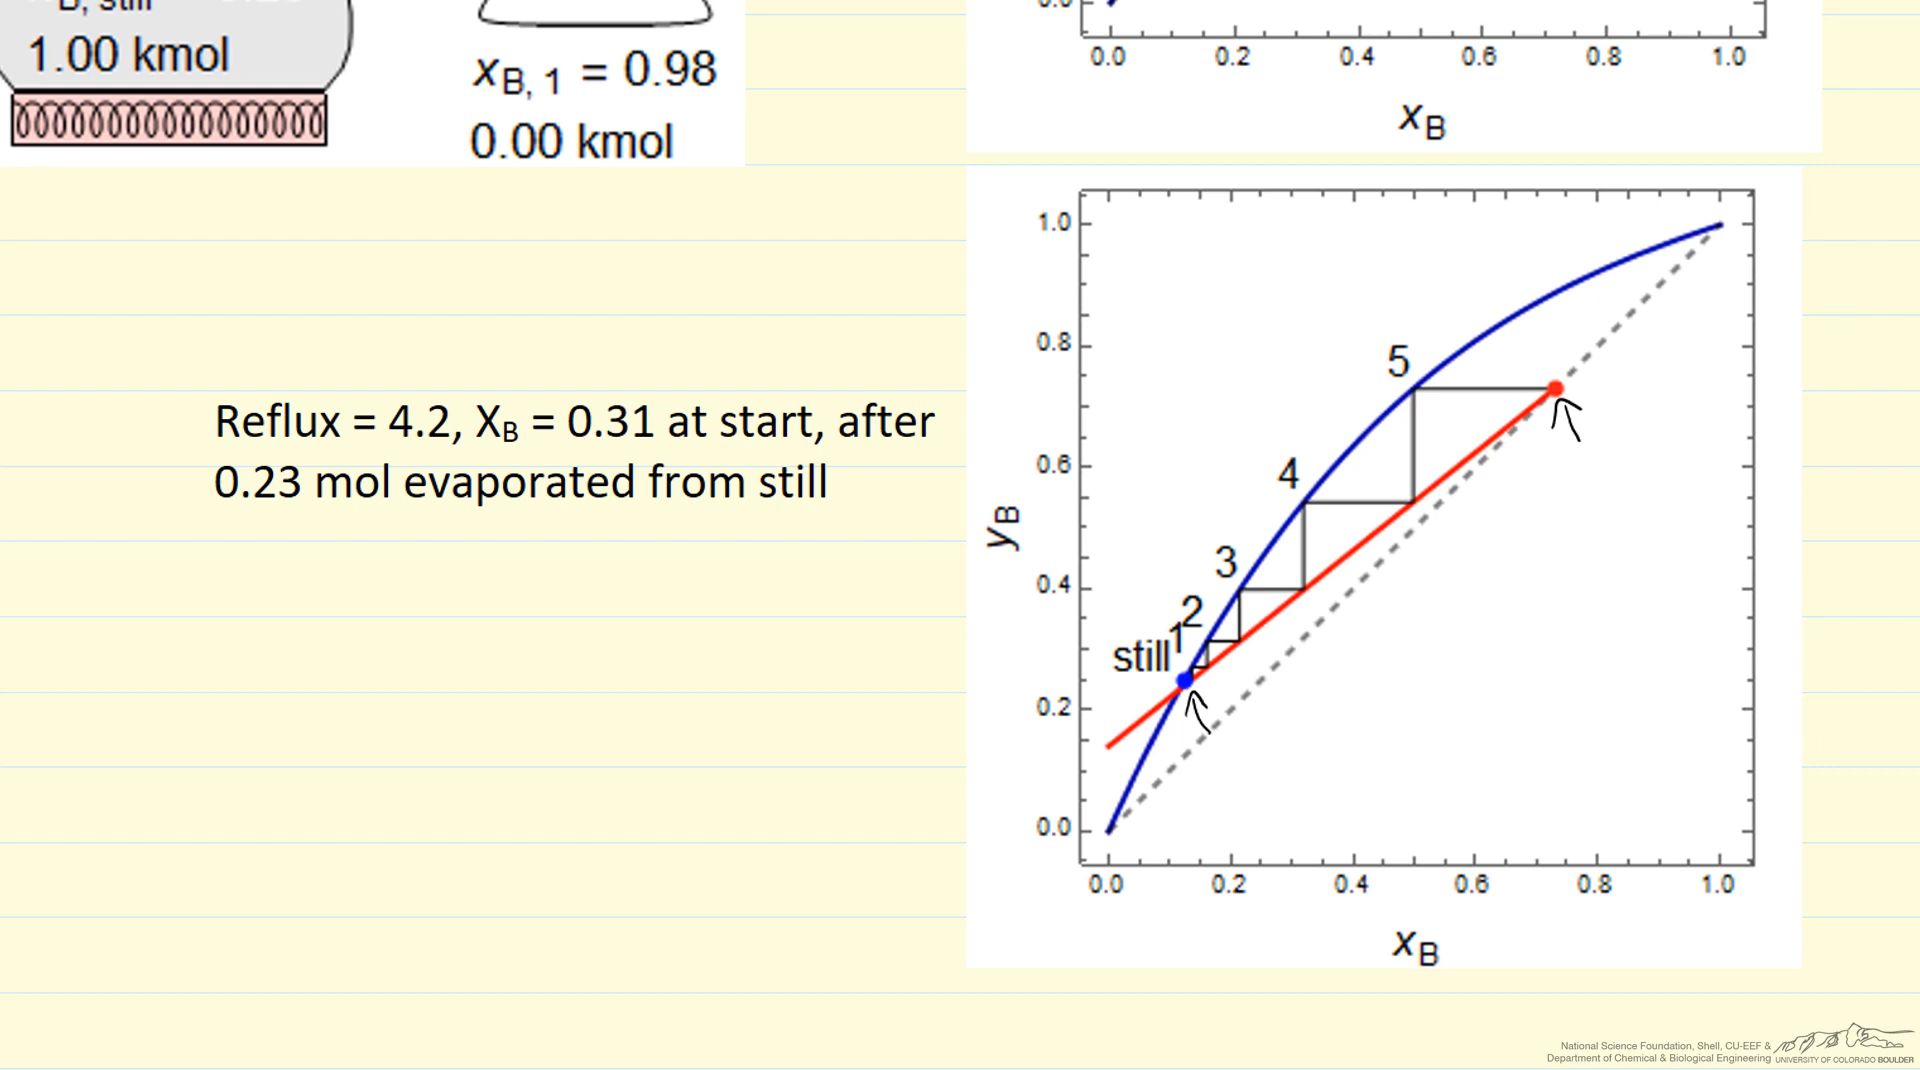 1.00 kmol
xB, 1 = 0.98
0.00 kmol
0.0
0.0 0.2 0.4 0.6 0.8 1.0
xB
Reflux = 4.2, XB = 0.31 at start, after
0.23 mol evaporated from still
1.0
0.8
0.6
0.4
0.2
0.0
yB
5
4
3
2
1
still
0.0 0.2 0.4 0.6 0.8 1.0
xB
National Science Foundation, Shell, CU-EEF &
Department of Chemical & Biological Engineering
UNIVERSITY OF COLORADO BOULDER